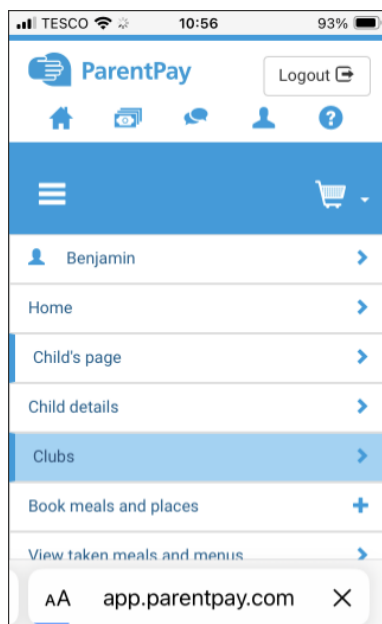 TESCO 10:56 93%
ParentPay Logout
Benjamin
Home
Child's page
Child details
Clubs
Book meals and places
View taken meals and menus
AA app.parentpay.com